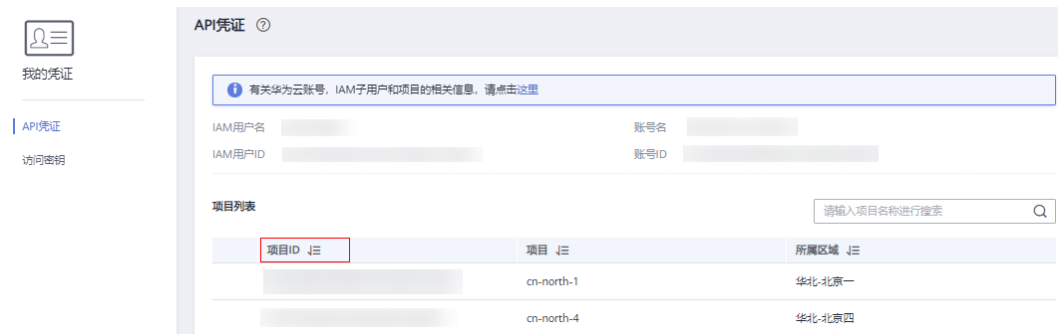 API凭证
我的凭证
有关华为云账号，IAM子用户和项目的相关信息，请点击这里
API凭证
IAM用户名
账号名
访问密钥
IAM用户ID
账号ID
项目列表
请输入项目名称进行搜索
项目ID 项目 所属区域
cn-north-1 华北-北京一
cn-north-4 华北-北京四